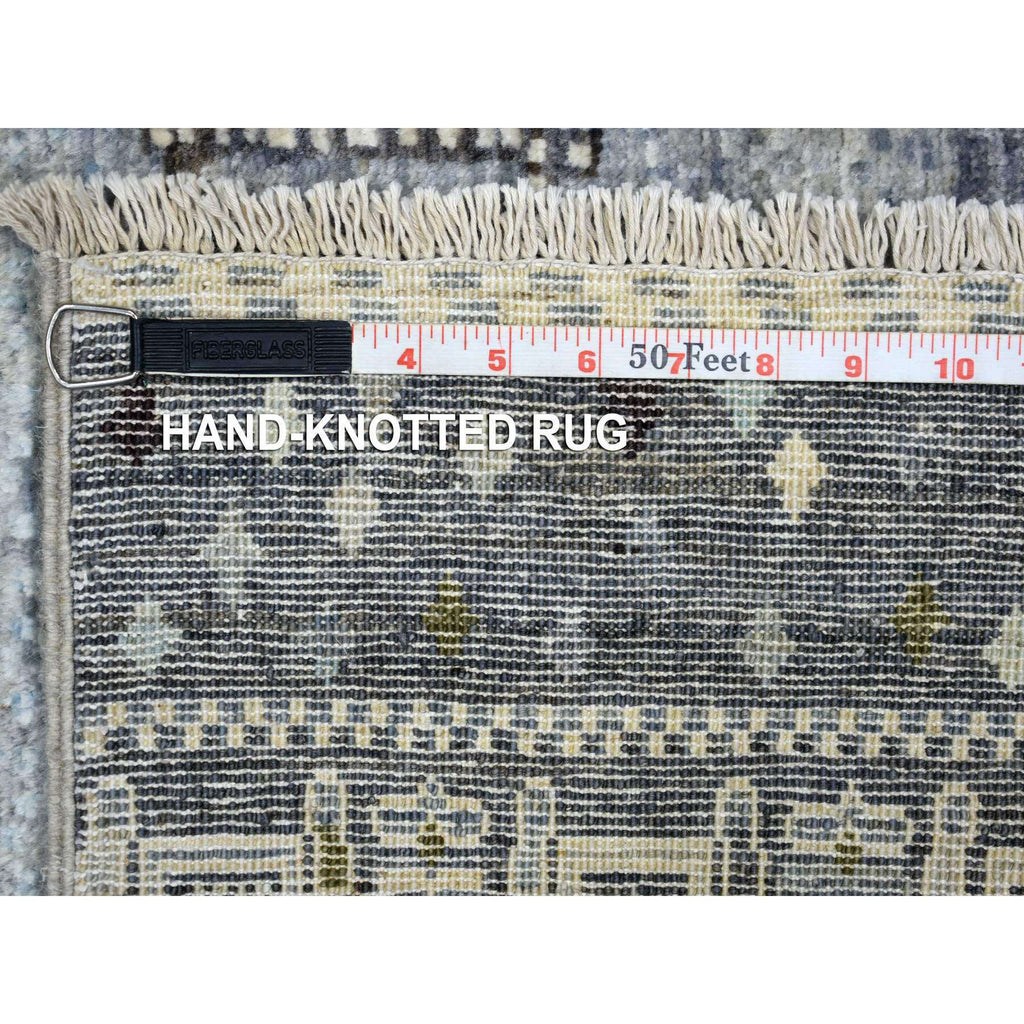 FIBERGLASS
4 5 6 50 Feet 7 8 9 10
HAND-KNOTTED RUG